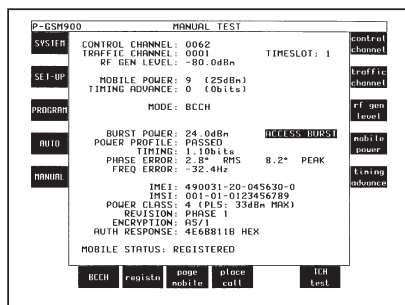 P-GSM900 MANUAL TEST
SYSTEM
SET-UP
PROGRAM
AUTO
MANUAL
CONTROL CHANNEL: 0062
TRAFFIC CHANNEL: 0001 TIMESLOT: 1
RF GEN LEVEL: -80.0dBm
MOBILE POWER: 9 (25dBm)
TIMING ADVANCE: 0 (0bits)
MODE: BCCH
BURST POWER: 24.0dBm ACCESS BURST
POWER PROFILE: PASSED
TIMING: 1.10bits
PHASE ERROR: 2.8° RMS 8.2° PEAK
FREQ ERROR: -32.4Hz
IMEI: 490031-20-045630-0
IMSI: 001-01-0123456789
POWER CLASS: 4 (PL5: 33dBm MAX)
REVISION: PHASE 1
ENCRYPTION: A5/1
AUTH RESPONSE: 4E6B811B HEX
MOBILE STATUS: REGISTERED
control channel
traffic channel
rf gen level
mobile power
timing advance
BCCH
registn
page mobile
place call
TCH test